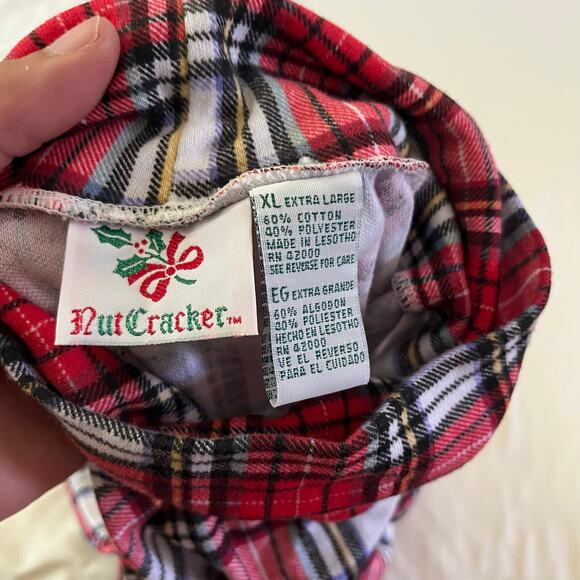 NutCracker™
XL EXTRA LARGE
60% COTTON
40% POLYESTER
MADE IN LESOTHO
RN 42000
SEE REVERSE FOR CARE
EG EXTRA GRANDE
60% ALGODON
40% POLIESTER
HECHO EN LESOTHO
RN 42000
VE EL REVERSO
PARA EL CUIDADO